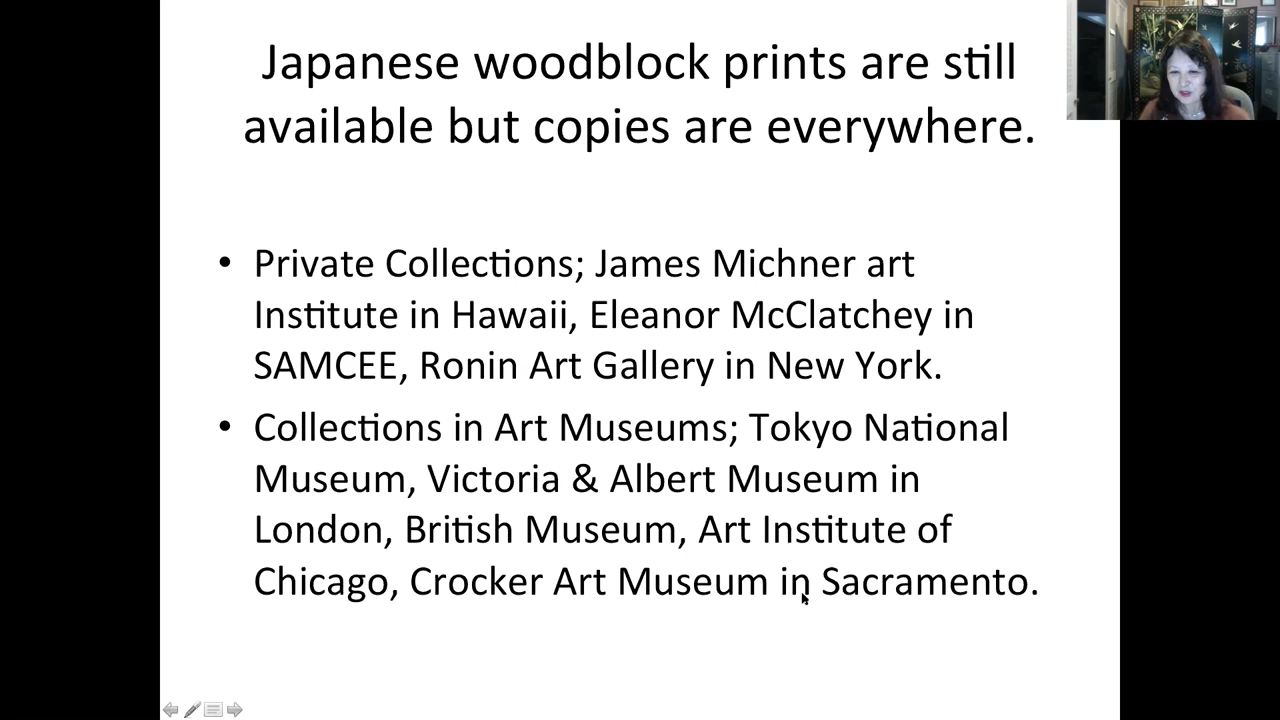 Japanese woodblock prints are still
available but copies are everywhere.
• Private Collections; James Michner art
Institute in Hawaii, Eleanor McClatchey in
SAMCEE, Ronin Art Gallery in New York.
• Collections in Art Museums; Tokyo National
Museum, Victoria & Albert Museum in
London, British Museum, Art Institute of
Chicago, Crocker Art Museum in Sacramento.